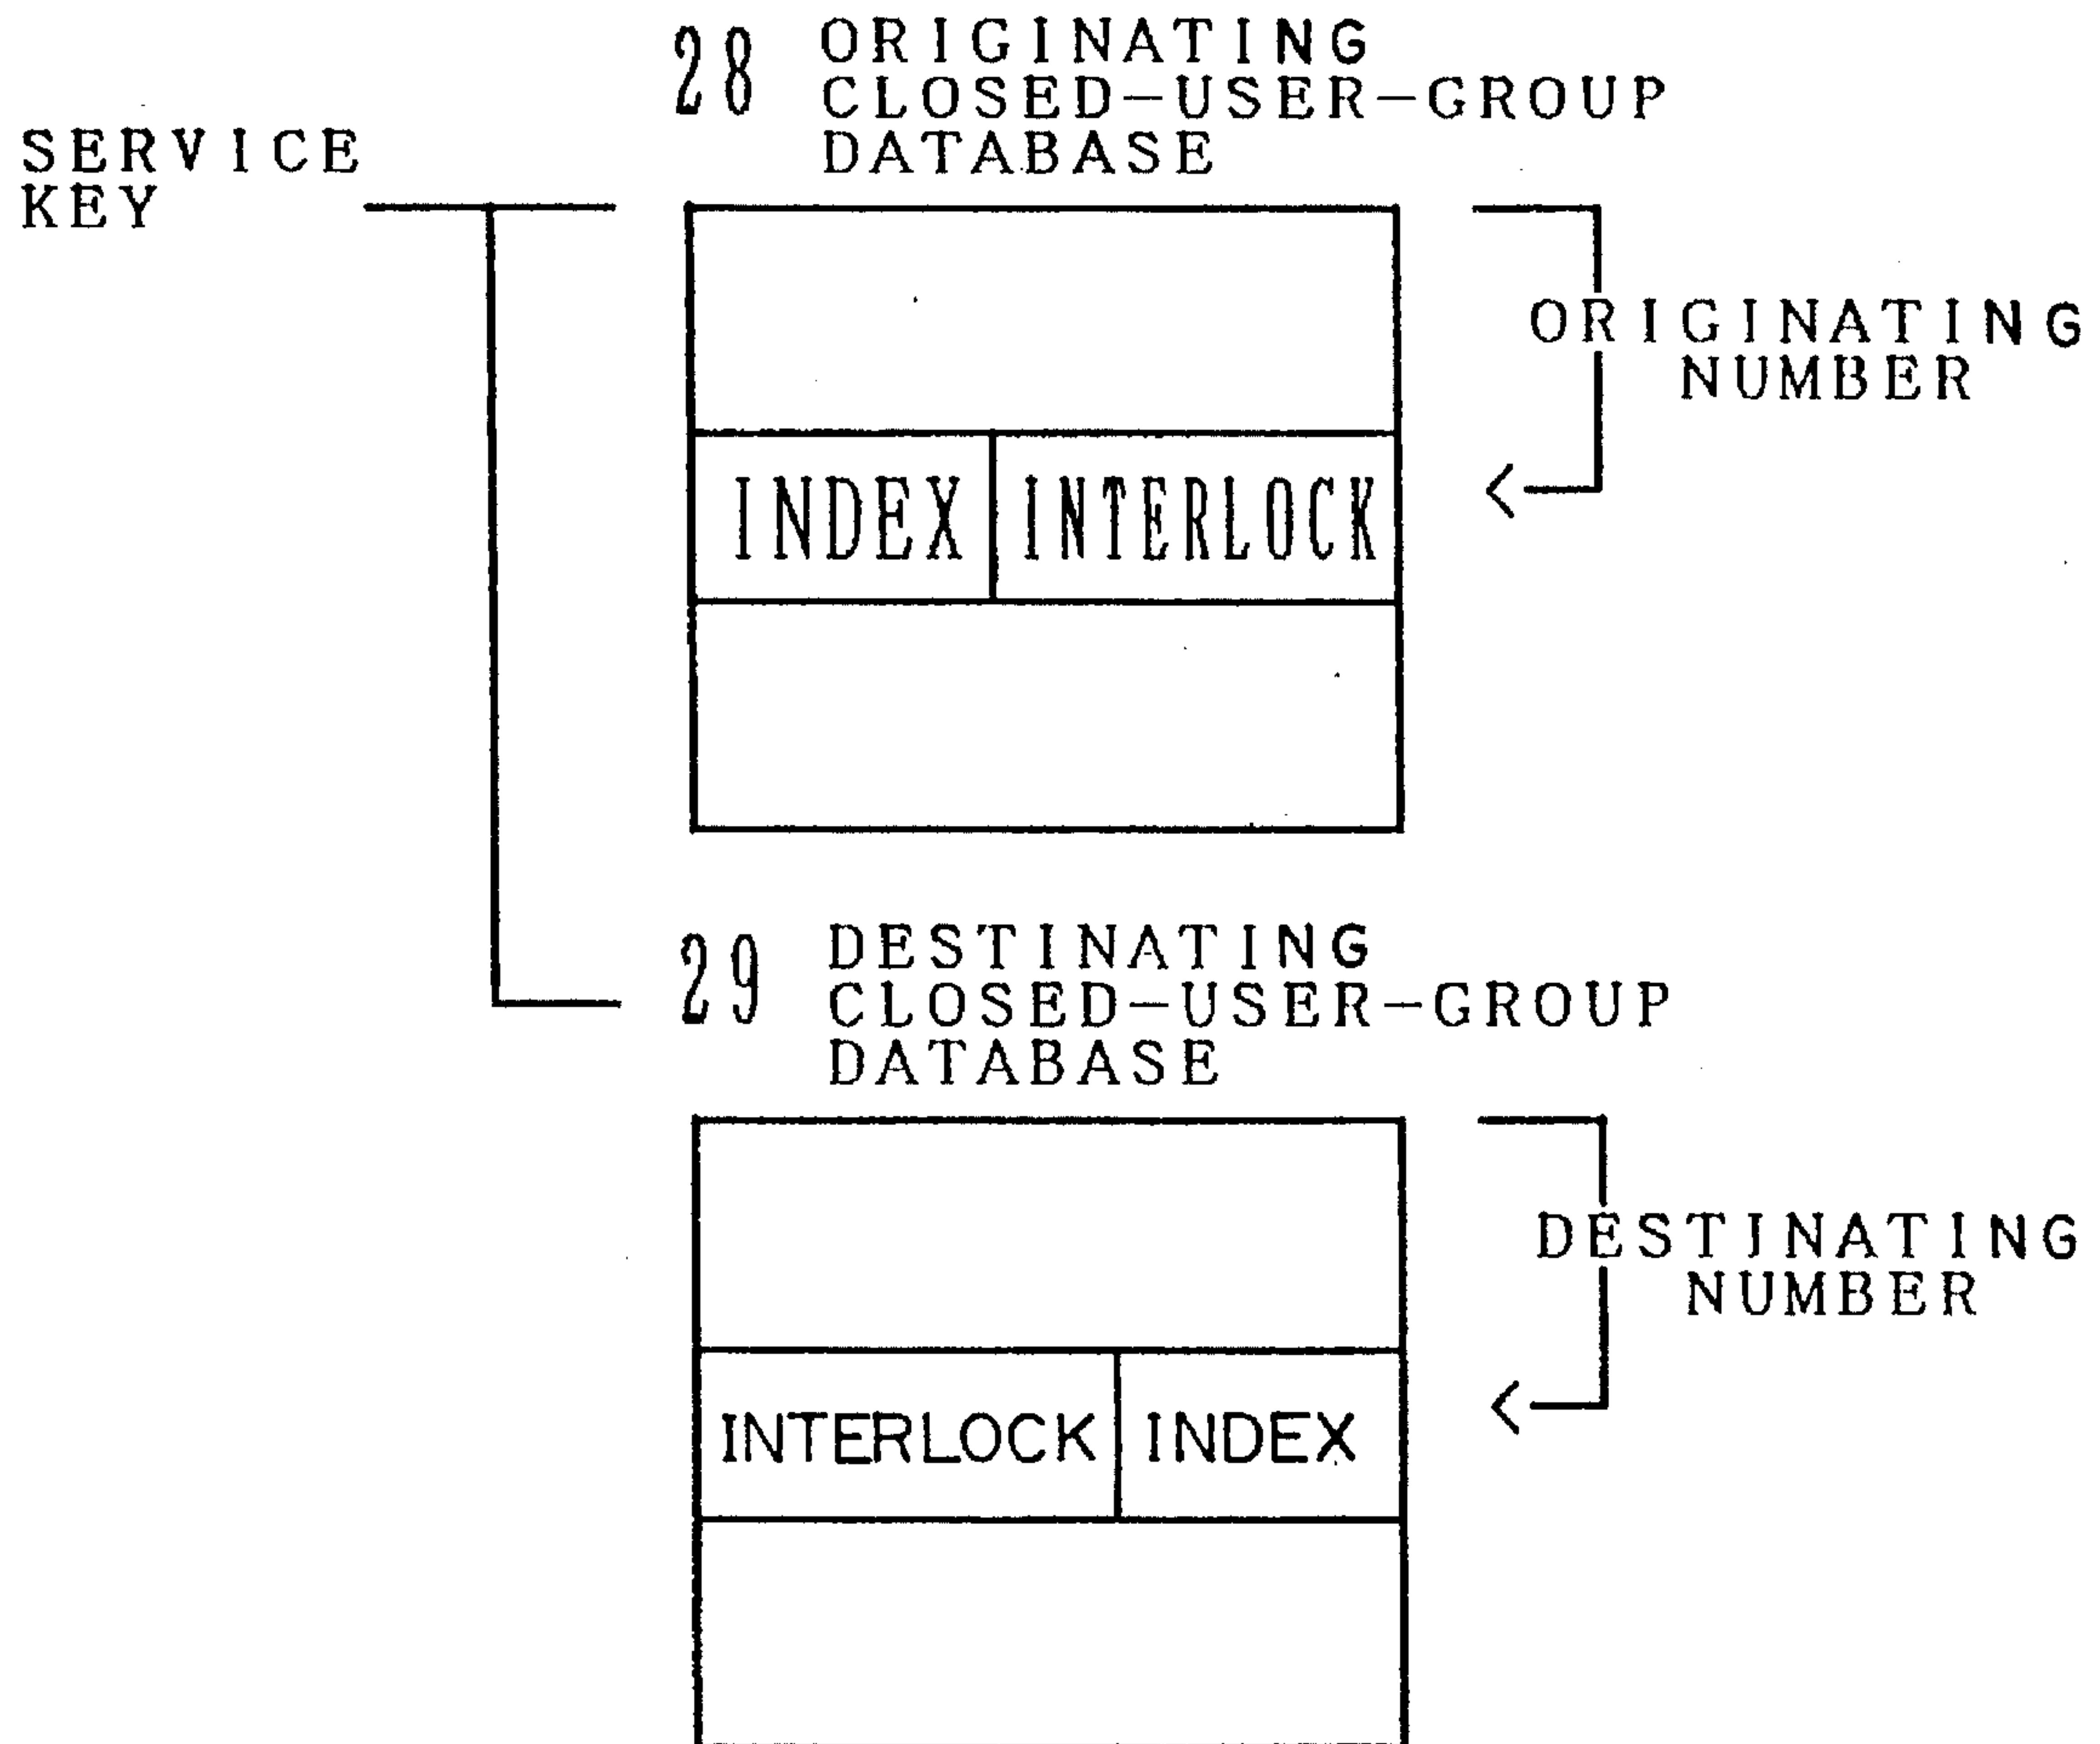 28 ORIGINATING
CLOSED-USER-GROUP
DATABASE
SERVICE
KEY
ORIGINATING
NUMBER
INDEX INTERLOCK
29 DESTINATING
CLOSED-USER-GROUP
DATABASE
DESTINATING
NUMBER
INTERLOCK INDEX